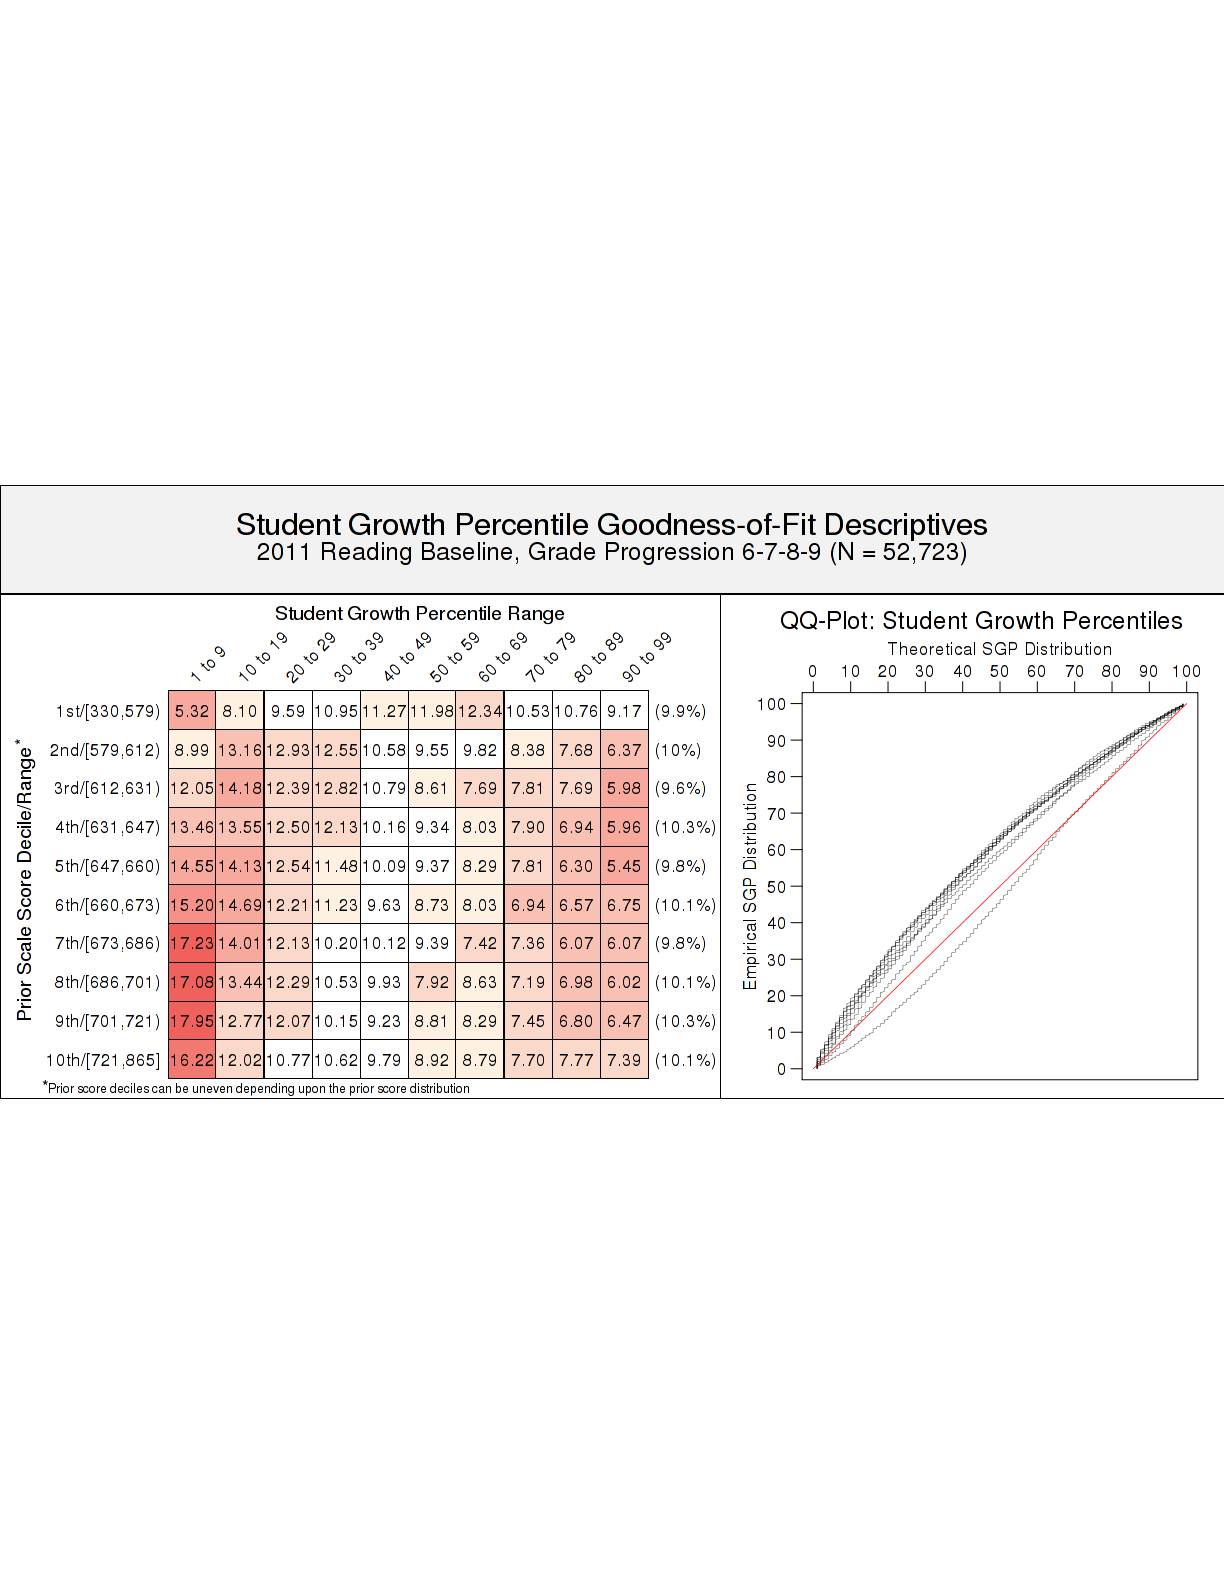 Student Growth Percentile Goodness-of-Fit Descriptives
2011 Reading Baseline, Grade Progression 6-7-8-9 (N = 52,723)
Student Growth Percentile Range
1 to 9 10 to 19 20 to 29 30 to 39 40 to 49 50 to 59 60 to 69 70 to 79 80 to 89 90 to 99
Prior Scale Score Decile/Range*
1st/[330,579) 5.32 8.10 9.59 10.95 11.27 11.98 12.34 10.53 10.76 9.17 (9.9%)
2nd/[579,612) 8.99 13.16 12.93 12.55 10.58 9.55 9.82 8.38 7.68 6.37 (10%)
3rd/[612,631) 12.05 14.18 12.39 12.82 10.79 8.61 7.69 7.81 7.69 5.98 (9.6%)
4th/[631,647) 13.46 13.55 12.50 12.13 10.16 9.34 8.03 7.90 6.94 5.96 (10.3%)
5th/[647,660) 14.55 14.13 12.54 11.48 10.09 9.37 8.29 7.81 6.30 5.45 (9.8%)
6th/[660,673) 15.20 14.69 12.21 11.23 9.63 8.73 8.03 6.94 6.57 6.75 (10.1%)
7th/[673,686) 17.23 14.01 12.13 10.20 10.12 9.39 7.42 7.36 6.07 6.07 (9.8%)
8th/[686,701) 17.08 13.44 12.29 10.53 9.93 7.92 8.63 7.19 6.98 6.02 (10.1%)
9th/[701,721) 17.95 12.77 12.07 10.15 9.23 8.81 8.29 7.45 6.80 6.47 (10.3%)
10th/[721,865] 16.22 12.02 10.77 10.62 9.79 8.92 8.79 7.70 7.77 7.39 (10.1%)
*Prior score deciles can be uneven depending upon the prior score distribution
QQ-Plot: Student Growth Percentiles
Theoretical SGP Distribution
0 10 20 30 40 50 60 70 80 90 100
Empirical SGP Distribution
100
90
80
70
60
50
40
30
20
10
0